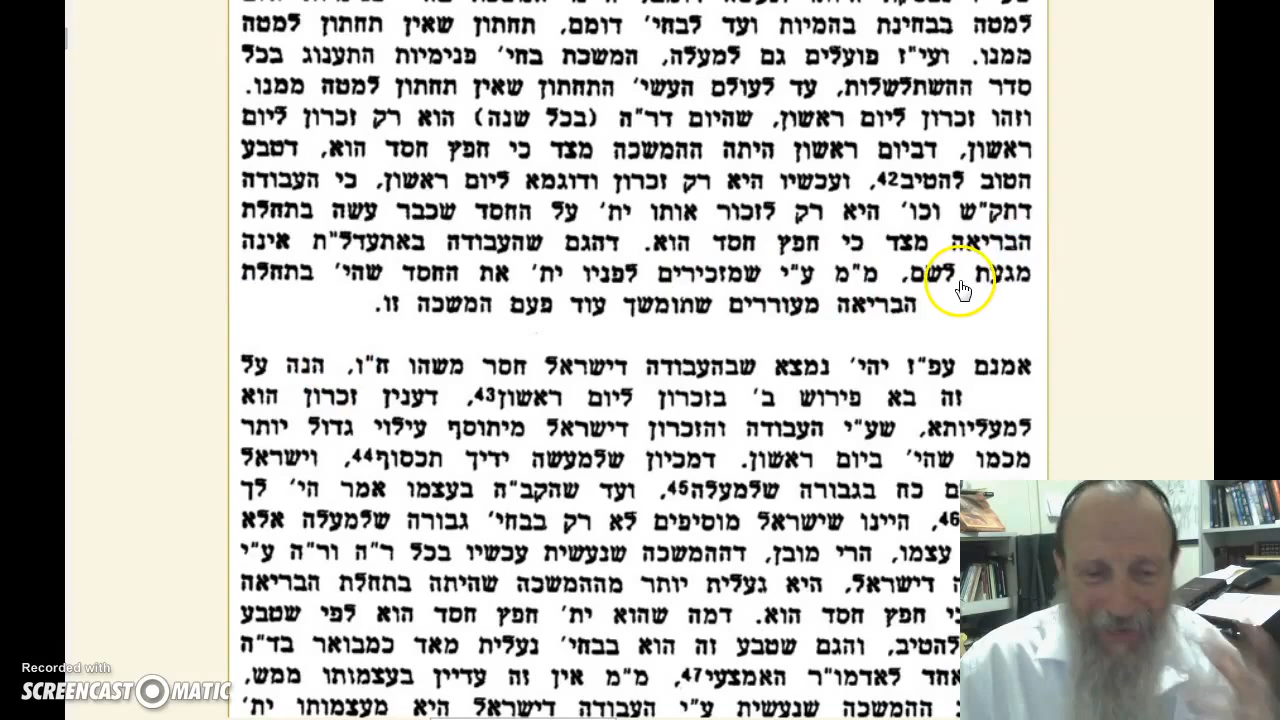 למטה בבחינת בהמיות ועד לבחי' דומם, תחתון שאין תחתון למטה
ממנו. ועי"ז פועלים גם למעלה, המשכת בחי' פנימיות התענוג בכל
סדר ההשתלשלות, עד לעולם העשי' התחתון שאין תחתון למטה ממנו.
וזהו זכרון ליום ראשון, שהיום דר"ה (בכל שנה) הוא רק זכרון ליום
ראשון, דביום ראשון היתה ההמשכה מצד כי חפץ חסד הוא, דטבע
הטוב להטיב42, ועכשיו היא רק זכרון ודוגמא ליום ראשון, כי העבודה
דתק"ש וכו' היא רק לזכור אותו ית' על החסד שכבר עשה בתחלת
הבריאה מצד כי חפץ חסד הוא. דהגם שהעבודה באתעדל"ת אינה
מגעת לשם, מ"מ ע"י שמזכירים לפניו ית' את החסד שהי' בתחלת
הבריאה מעוררים שתומשך עוד פעם המשכה זו.
אמנם עפ"ז יהי' נמצא שבהעבודה דישראל חסר משהו ח"ו, הנה על
זה בא פירוש ב' בזכרון ליום ראשון43, דענין זכרון הוא
למעליותא, שע"י העבודה והזכרון דישראל מיתוסף עילוי גדול יותר
מכמו שהי' ביום ראשון. דמכיון שלמעשה ידיך תכסוף44, וישראל
כח בגבורה שלמעלה45, ועד שהקב"ה בעצמו אמר הי' לך
46, היינו שישראל מוסיפים לא רק בבחי' גבורה שלמעלה אלא
עצמו, הרי מובן, דההמשכה שנעשית עכשיו בכל ר"ה ור"ה ע"י
דישראל, היא נעלית יותר מההמשכה שהיתה בתחלת הבריאה
חפץ חסד הוא. דמה שהוא ית' חפץ חסד הוא לפי שטבע
להטיב, והגם שטבע זה הוא בבחי' נעלית מאד כמבואר בד"ה
לאדמו"ר האמצעי47, מ"מ אין זה עדיין בעצמותו ממש,
ההמשכה שנעשית ע"י העבודה דישראל היא מעצמותו ית'
Recorded with
SCREENCAST MATIC